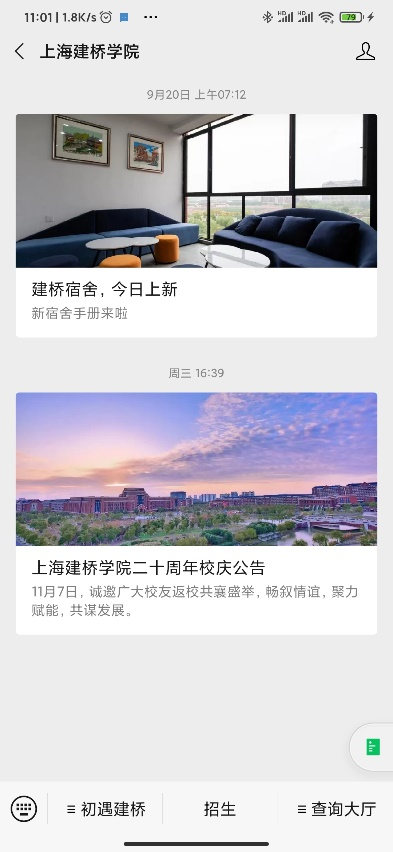 11:01 | 1.8K/s
HD HD 79
上海建桥学院
9月20日 上午07:12
建桥宿舍，今日上新
新宿舍手册来啦
周三 16:39
上海建桥学院二十周年校庆公告
11月7日，诚邀广大校友返校共襄盛举，畅叙情谊，聚力
赋能，共谋发展。
初遇建桥 招生 查询大厅